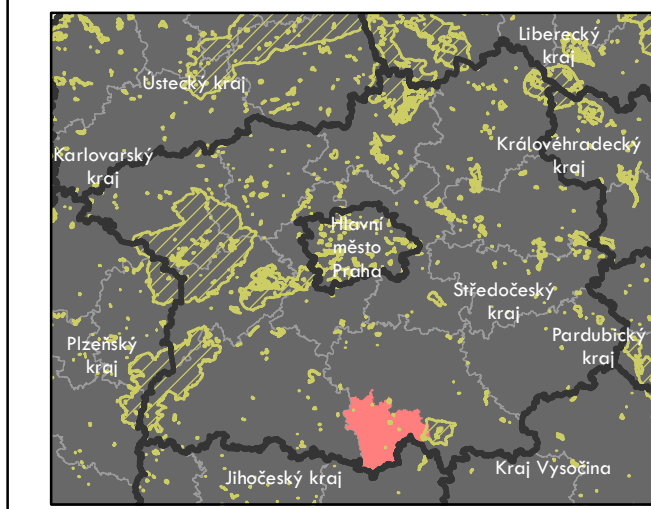 Liberecký
kraj
Ústecký kraj
Karlovarský
kraj
Královéhradecký
kraj
Hlavní
město
Praha
Středočeský
kraj
Plzeňský
kraj
Pardubický
kraj
Jihočeský kraj
Kraj Vysočina